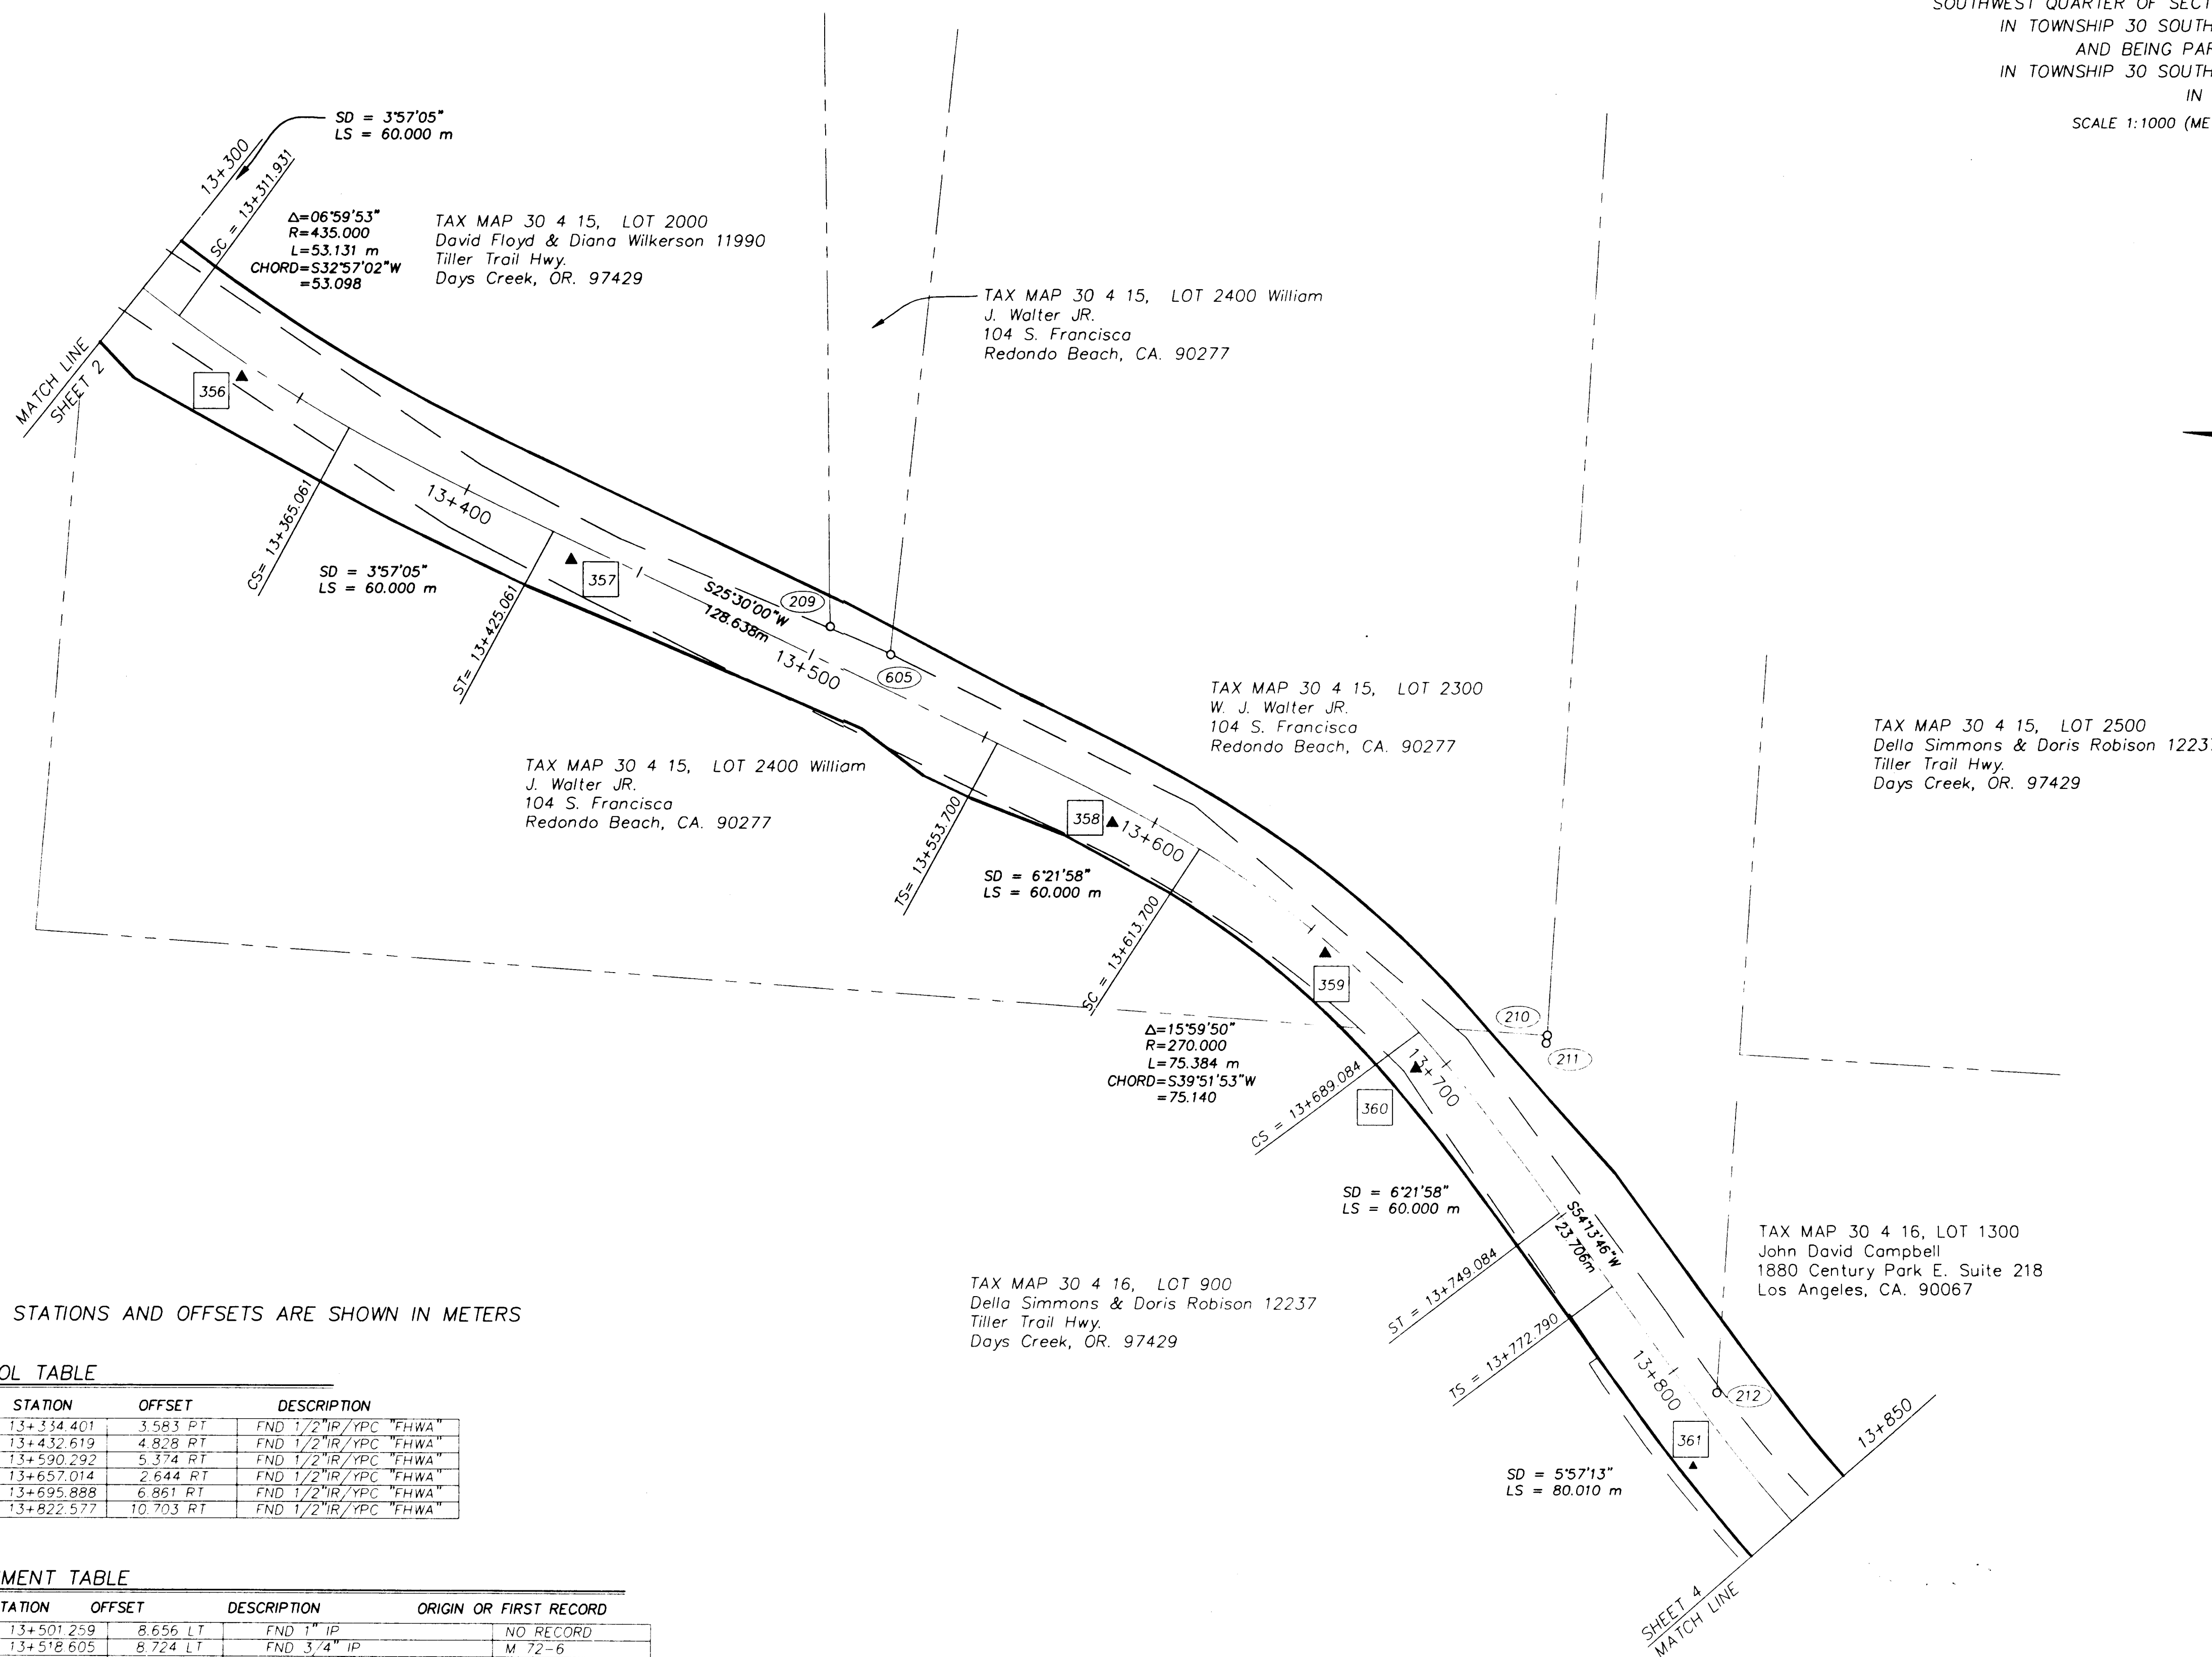 SOUTHWEST QUARTER OF SECT
IN TOWNSHIP 30 SOUTH
AND BEING PAR
IN TOWNSHIP 30 SOUTH
IN
SCALE 1:1000 (ME
SD = 3°57'05"
LS = 60.000 m
13+300
SC = 13+311.931
Δ=06°59'53"
R=435.000
L=53.131 m
CHORD=S32°57'02"W
=53.098
TAX MAP 30 4 15, LOT 2000
David Floyd & Diana Wilkerson 11990
Tiller Trail Hwy.
Days Creek, OR. 97429
TAX MAP 30 4 15, LOT 2400 William
J. Walter JR.
104 S. Francisca
Redondo Beach, CA. 90277
MATCH LINE
SHEET 2
356
CS= 13+365.061
13+400
SD = 3°57'05"
LS = 60.000 m
ST= 13+425.061
357
S25°30'00"W
128.638m
209
13+500
605
TAX MAP 30 4 15, LOT 2300
W. J. Walter JR.
104 S. Francisca
Redondo Beach, CA. 90277
TAX MAP 30 4 15, LOT 2500
Della Simmons & Doris Robison 12237
Tiller Trail Hwy.
Days Creek, OR. 97429
TAX MAP 30 4 15, LOT 2400 William
J. Walter JR.
104 S. Francisca
Redondo Beach, CA. 90277
TS= 13+553.700
358
13+600
SD = 6°21'58"
LS = 60.000 m
SC = 13+613.700
359
210
211
Δ=15°59'50"
R=270.000
L=75.384 m
CHORD=S39°51'53"W
=75.140
CS = 13+689.084
13+700
360
SD = 6°21'58"
LS = 60.000 m
S54°13'46"W
23.706m
ST = 13+749.084
TS = 13+772.790
TAX MAP 30 4 16, LOT 1300
John David Campbell
1880 Century Park E. Suite 218
Los Angeles, CA. 90067
TAX MAP 30 4 16, LOT 900
Della Simmons & Doris Robison 12237
Tiller Trail Hwy.
Days Creek, OR. 97429
13+800
212
361
13+850
SD = 5°57'13"
LS = 80.010 m
SHEET 4
MATCH LINE
STATIONS AND OFFSETS ARE SHOWN IN METERS
OL TABLE
STATION OFFSET DESCRIPTION
13+334.401 3.583 RT FND 1/2"IR/YPC "FHWA"
13+432.619 4.828 RT FND 1/2"IR/YPC "FHWA"
13+590.292 5.374 RT FND 1/2"IR/YPC "FHWA"
13+657.014 2.644 RT FND 1/2"IR/YPC "FHWA"
13+695.888 6.861 RT FND 1/2"IR/YPC "FHWA"
13+822.577 10.703 RT FND 1/2"IR/YPC "FHWA"
MENT TABLE
TATION OFFSET DESCRIPTION ORIGIN OR FIRST RECORD
13+501.259 8.656 LT FND 1" IP NO RECORD
13+518.605 8.724 LT FND 3/4" IP M 72-6